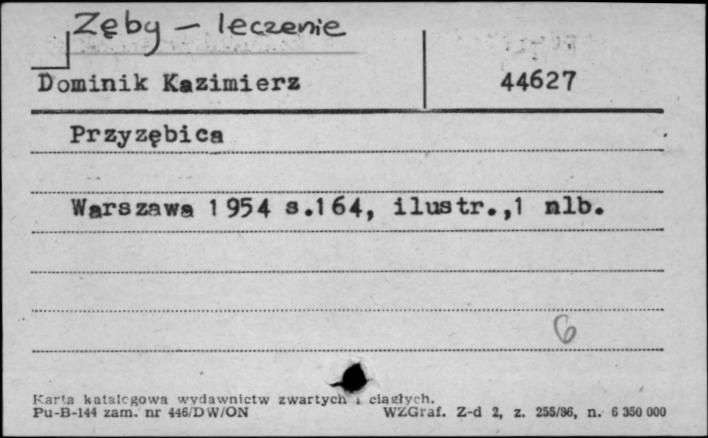 Zęby – leczenie
Dominik Kazimierz 44627
Przyzębica
Warszawa 1954 s.164, ilustr.,1 nlb.
6
Karta katalogowa wydawnictw zwartych i ciągłych.
Pu-B-144 zam. nr 446/DW/ON WZGraf. Z-d 2, z. 255/86, n. 6 350 000